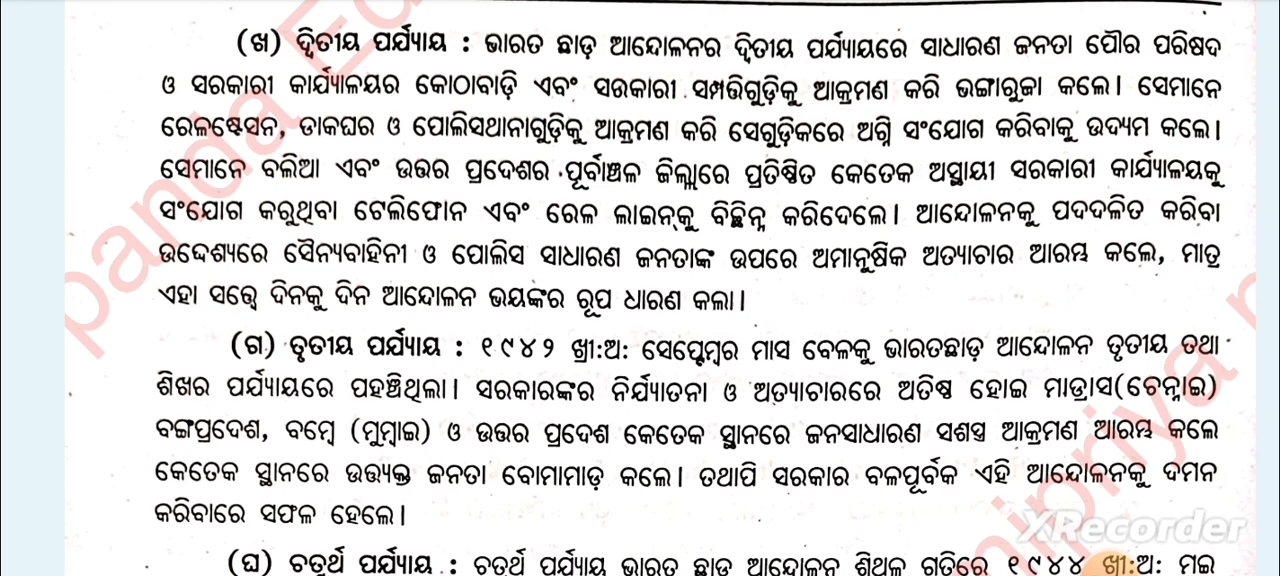 (ଖ) ଦ୍ୱିତୀୟ ପର୍ଯ୍ୟାୟ : ଭାରତ ଛାଡ଼ ଆନ୍ଦୋଳନର ଦ୍ୱିତୀୟ ପର୍ଯ୍ୟାୟରେ ସାଧାରଣ ଜନତା ପୌର ପରିଷଦ
ଓ ସରକାରୀ କାର୍ଯ୍ୟାଳୟର କୋଠାବାଡ଼ି ଏବଂ ସରକାରୀ ସମ୍ପତ୍ତିଗୁଡ଼ିକୁ ଆକ୍ରମଣ କରି ଭଙ୍ଗାରୁଜା କଲେ। ସେମାନେ
ରେଳଷ୍ଟେସନ, ଡାକଘର ଓ ପୋଲିସଥାନାଗୁଡ଼ିକୁ ଆକ୍ରମଣ କରି ସେଗୁଡ଼ିକରେ ଅଗ୍ନି ସଂଯୋଗ କରିବାକୁ ଉଦ୍ୟମ କଲେ।
ସେମାନେ ବଲିଆ ଏବଂ ଉତ୍ତର ପ୍ରଦେଶର ପୂର୍ବାଞ୍ଚଳ ଜିଲ୍ଲାରେ ପ୍ରତିଷ୍ଠିତ କେତେକ ଅସ୍ଥାୟୀ ସରକାରୀ କାର୍ଯ୍ୟାଳୟକୁ
ସଂଯୋଗ କରୁଥିବା ଟେଲିଫୋନ ଏବଂ ରେଳ ଲାଇନ୍‌କୁ ବିଚ୍ଛିନ୍ନ କରିଦେଲେ। ଆନ୍ଦୋଳନକୁ ପଦଦଳିତ କରିବା
ଉଦ୍ଦେଶ୍ୟରେ ସୈନ୍ୟବାହିନୀ ଓ ପୋଲିସ ସାଧାରଣ ଜନତାଙ୍କ ଉପରେ ଅମାନୁଷିକ ଅତ୍ୟାଚାର ଆରମ୍ଭ କଲେ, ମାତ୍ର
ଏହା ସତ୍ତ୍ୱେ ଦିନକୁ ଦିନ ଆନ୍ଦୋଳନ ଭୟଙ୍କର ରୂପ ଧାରଣ କଲା।
(ଗ) ତୃତୀୟ ପର୍ଯ୍ୟାୟ : ୧୯୪୨ ଖ୍ରୀ:ଅ: ସେପ୍ଟେମ୍ବର ମାସ ବେଳକୁ ଭାରତଛାଡ଼ ଆନ୍ଦୋଳନ ତୃତୀୟ ତଥା
ଶିଖର ପର୍ଯ୍ୟାୟରେ ପହଞ୍ଚିଥିଲା। ସରକାରଙ୍କର ନିର୍ଯ୍ୟାତନା ଓ ଅତ୍ୟାଚାରରେ ଅତିଷ୍ଠ ହୋଇ ମାଡ୍ରାସ(ଚେନ୍ନାଇ)
ବଙ୍ଗପ୍ରଦେଶ, ବମ୍ବେ (ମୁମ୍ବାଇ) ଓ ଉତ୍ତର ପ୍ରଦେଶ କେତେକ ସ୍ଥାନରେ ଜନସାଧାରଣ ସଶସ୍ତ୍ର ଆକ୍ରମଣ ଆରମ୍ଭ କଲେ
କେତେକ ସ୍ଥାନରେ ଉତ୍ତ୍ୟକ୍ତ ଜନତା ବୋମାମାଡ଼ କଲେ। ତଥାପି ସରକାର ବଳପୂର୍ବକ ଏହି ଆନ୍ଦୋଳନକୁ ଦମନ
କରିବାରେ ସଫଳ ହେଲେ।
XRecorder
(ଘ) ଚତୁର୍ଥ ପର୍ଯ୍ୟାୟ : ଚତୁର୍ଥ ପର୍ଯ୍ୟାୟ ଭାରତ ଛାଡ଼ ଆନ୍ଦୋଳନ ଶିଥିଳ ଗତିରେ ୧୯୪୪ ଖ୍ରୀ:ଅ: ମଇ